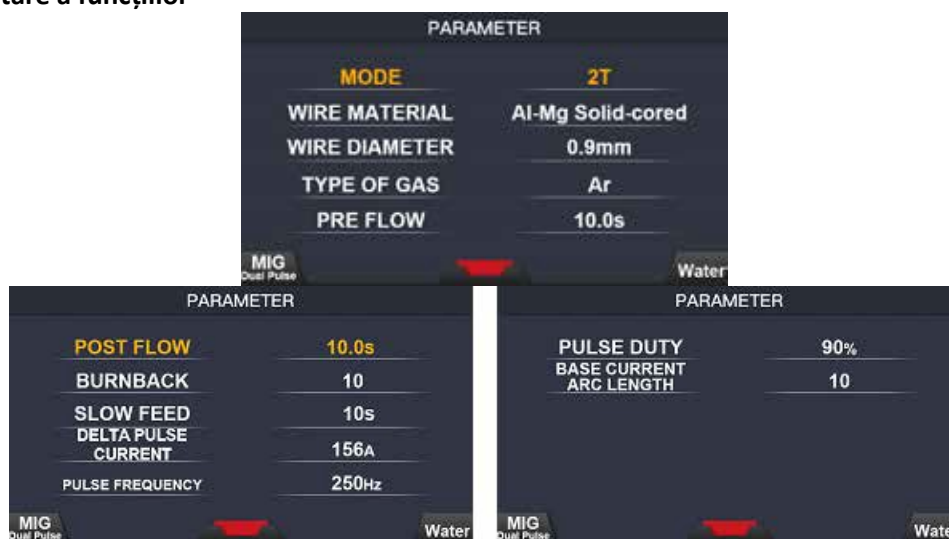 PARAMETER
MODE 2T
WIRE MATERIAL Al-Mg Solid-cored
WIRE DIAMETER 0.9mm
TYPE OF GAS Ar
PRE FLOW 10.0s
MIG Water
Dual Pulse
PARAMETER
POST FLOW 10.0s
BURNBACK 10
SLOW FEED 10s
DELTA PULSE
CURRENT 156A
PULSE FREQUENCY 250Hz
MIG Water
Dual Pulse
PARAMETER
PULSE DUTY 90%
BASE CURRENT
ARC LENGTH 10
MIG Wate
Dual Pulse